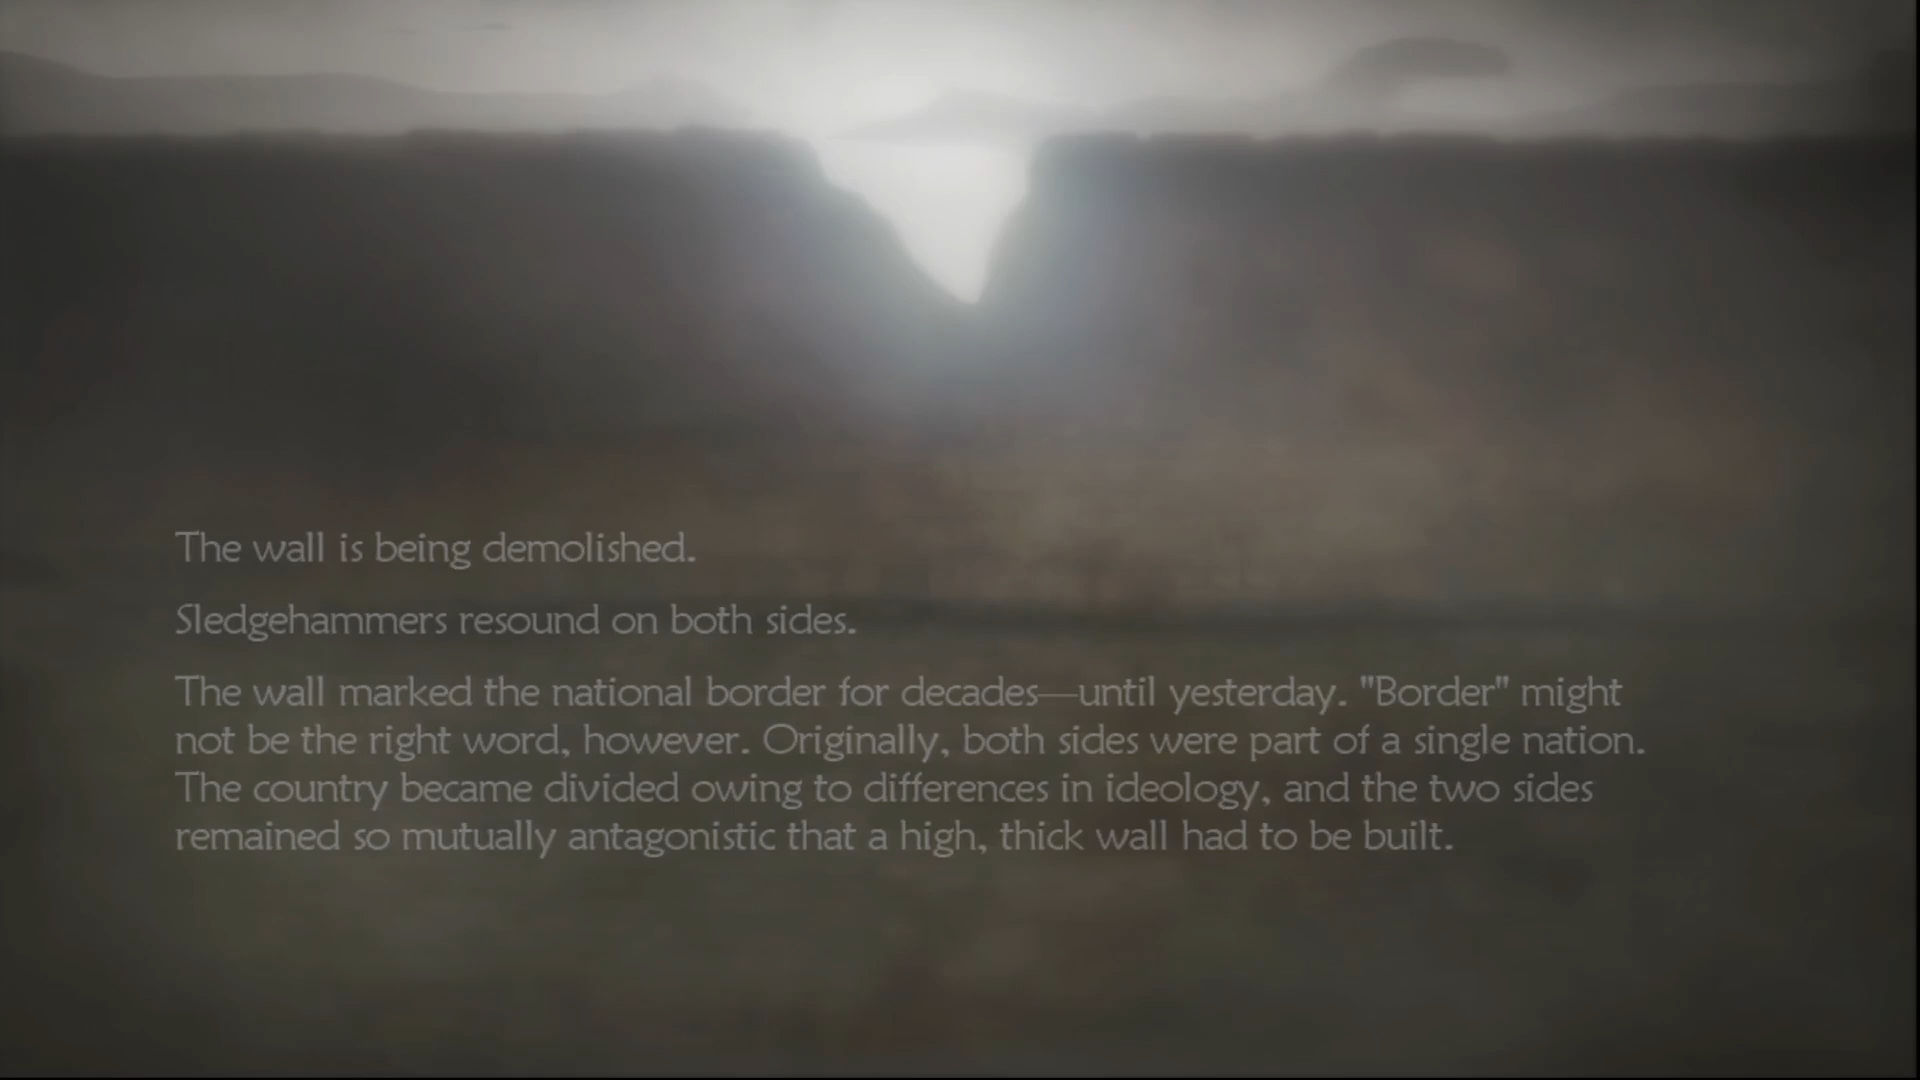 The wall is being demolished.
Sledgehammers resound on both sides.
The wall marked the national border for decades—until yesterday. "Border" might
not be the right word, however. Originally, both sides were part of a single nation.
The country became divided owing to differences in ideology, and the two sides
remained so mutually antagonistic that a high, thick wall had to be built.